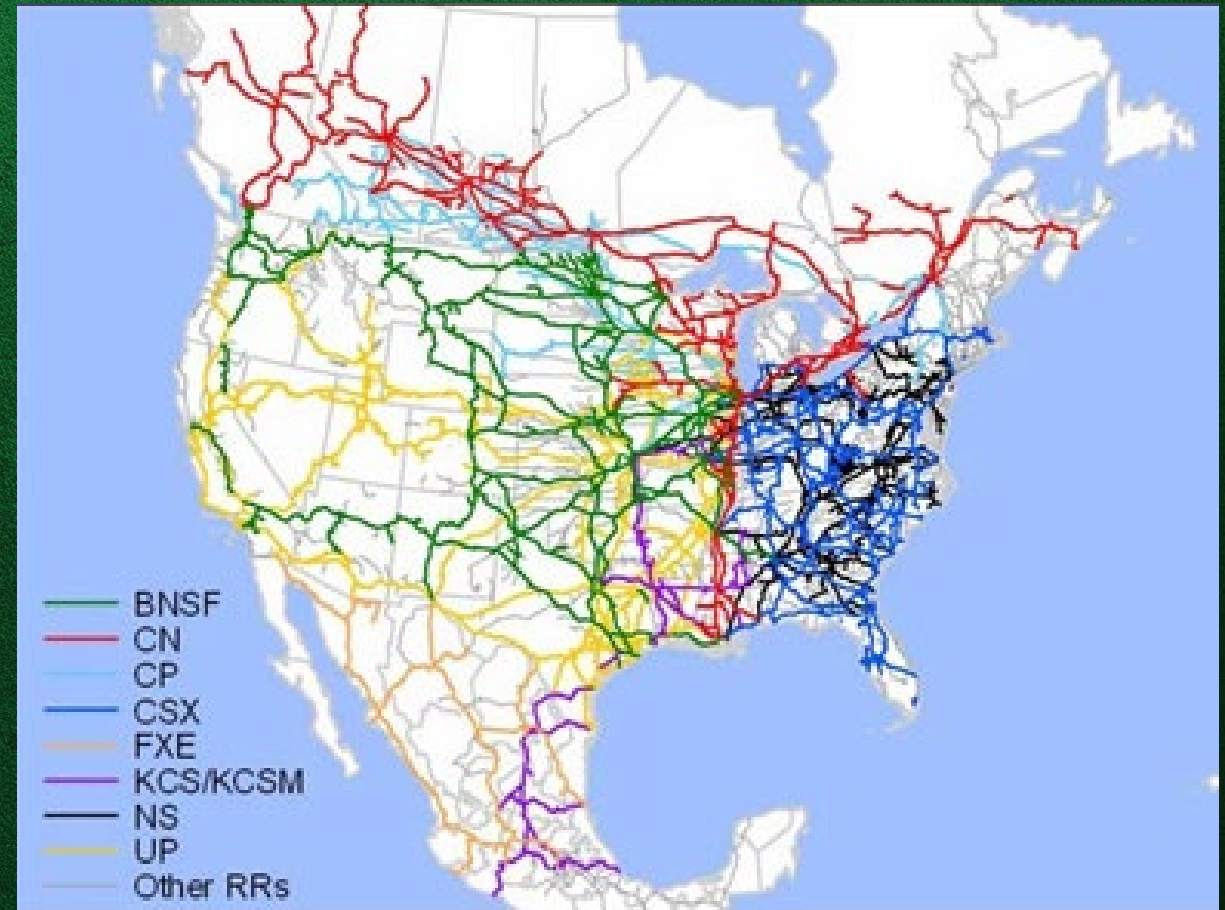 BNSF
CN
CP
CSX
FXE
KCS/KCSM
NS
UP
Other RRs